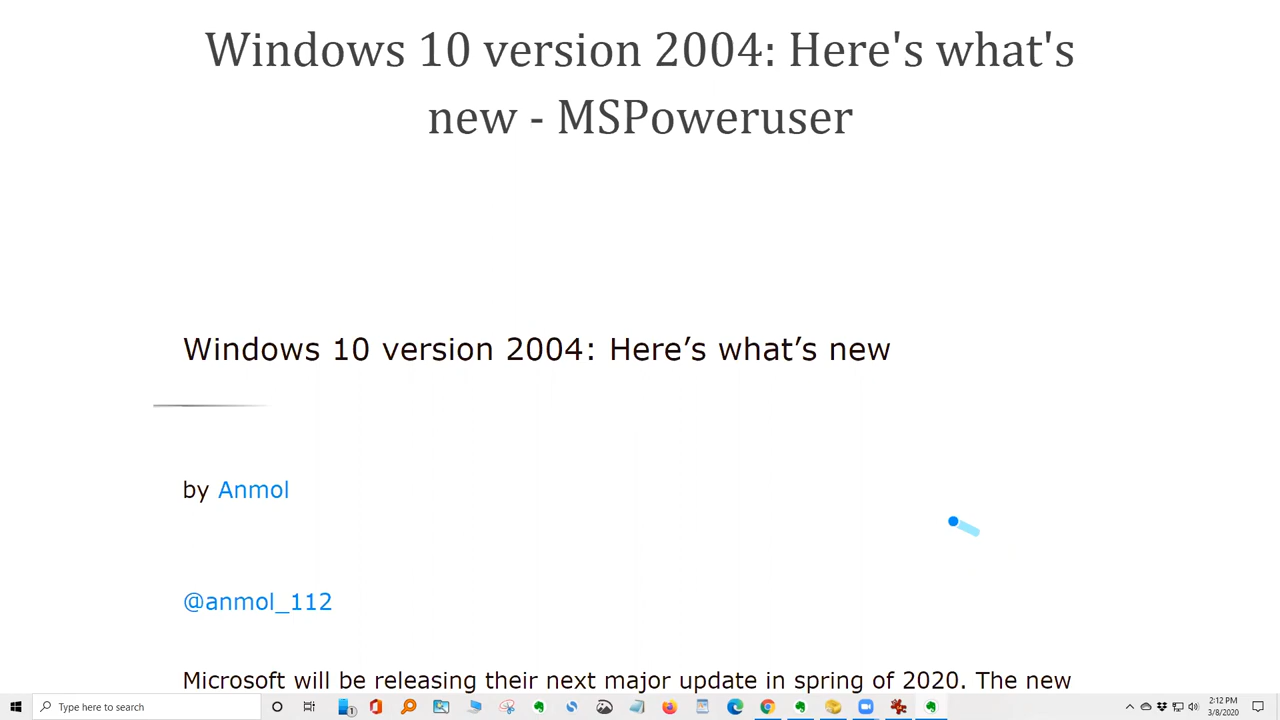 Windows 10 version 2004: Here's what's
new - MSPoweruser
Windows 10 version 2004: Here’s what’s new
by Anmol
@anmol_112
Microsoft will be releasing their next major update in spring of 2020. The new
Type here to search
1
2:12 PM
3/8/2020